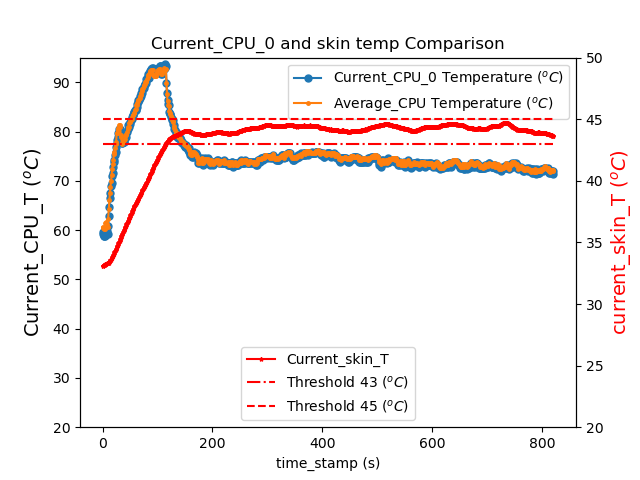 Current_CPU_0 and skin temp Comparison
Current_CPU_T (°C)
90
80
70
60
50
40
30
20
Current_CPU_0 Temperature (°C)
Average_CPU Temperature (°C)
Current_skin_T
Threshold 43 (°C)
Threshold 45 (°C)
50
45
40
35
30
25
20
current_skin_T (°C)
0 200 400 600 800
time_stamp (s)